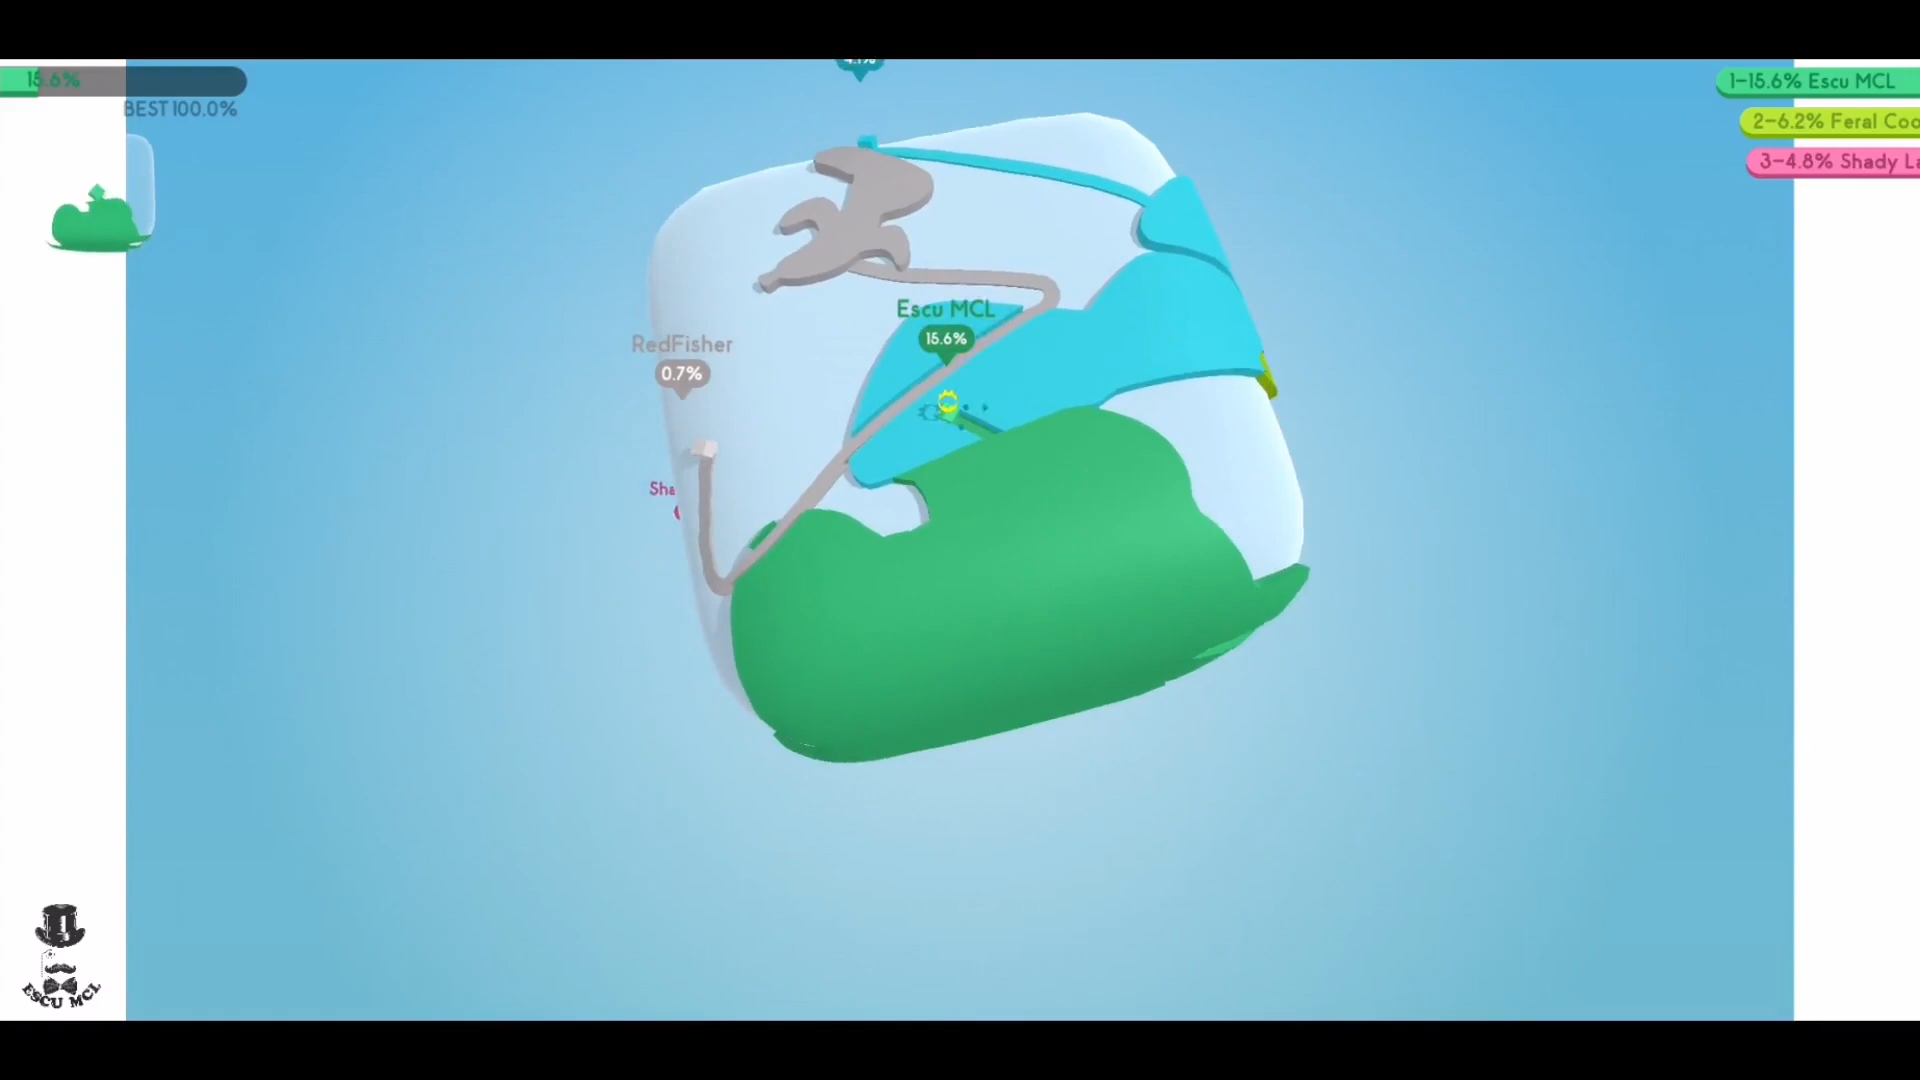 15.6%
BEST 100.0%
1-15.6% Escu MCL
2-6.2% Feral Coo
3-4.8% Shady La
Escu MCL
15.6%
RedFisher
0.7%
Sha
1
ESCU MCL